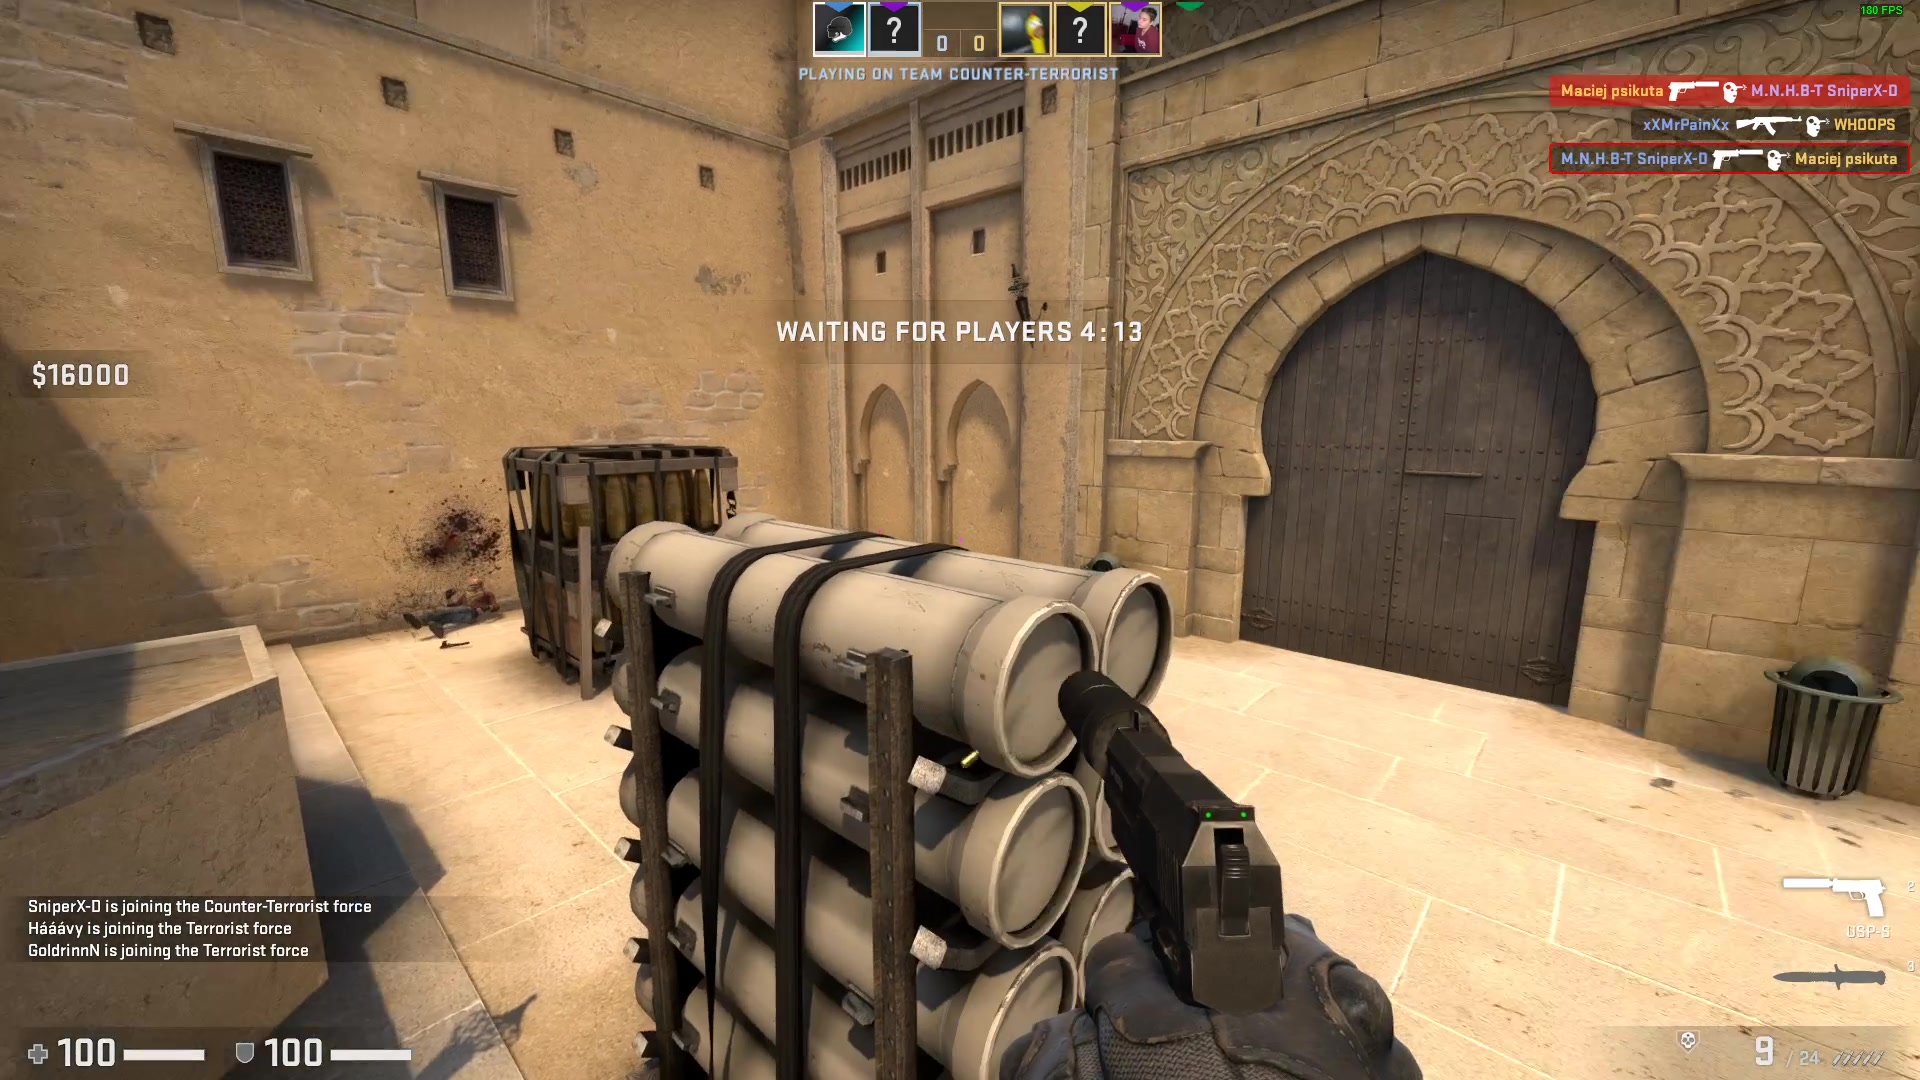 180 FPS
? ?
0 0
PLAYING ON TEAM COUNTER-TERRORIST
Maciej psikuta M.N.H.B-T SniperX-D
xXMrPainXx WHOOPS
M.N.H.B-T SniperX-D Maciej psikuta
WAITING FOR PLAYERS 4:13
$16000
SniperX-D is joining the Counter-Terrorist force
Hááávy is joining the Terrorist force
GoldrinnN is joining the Terrorist force
2
USP-S
3
100 100
9 / 24